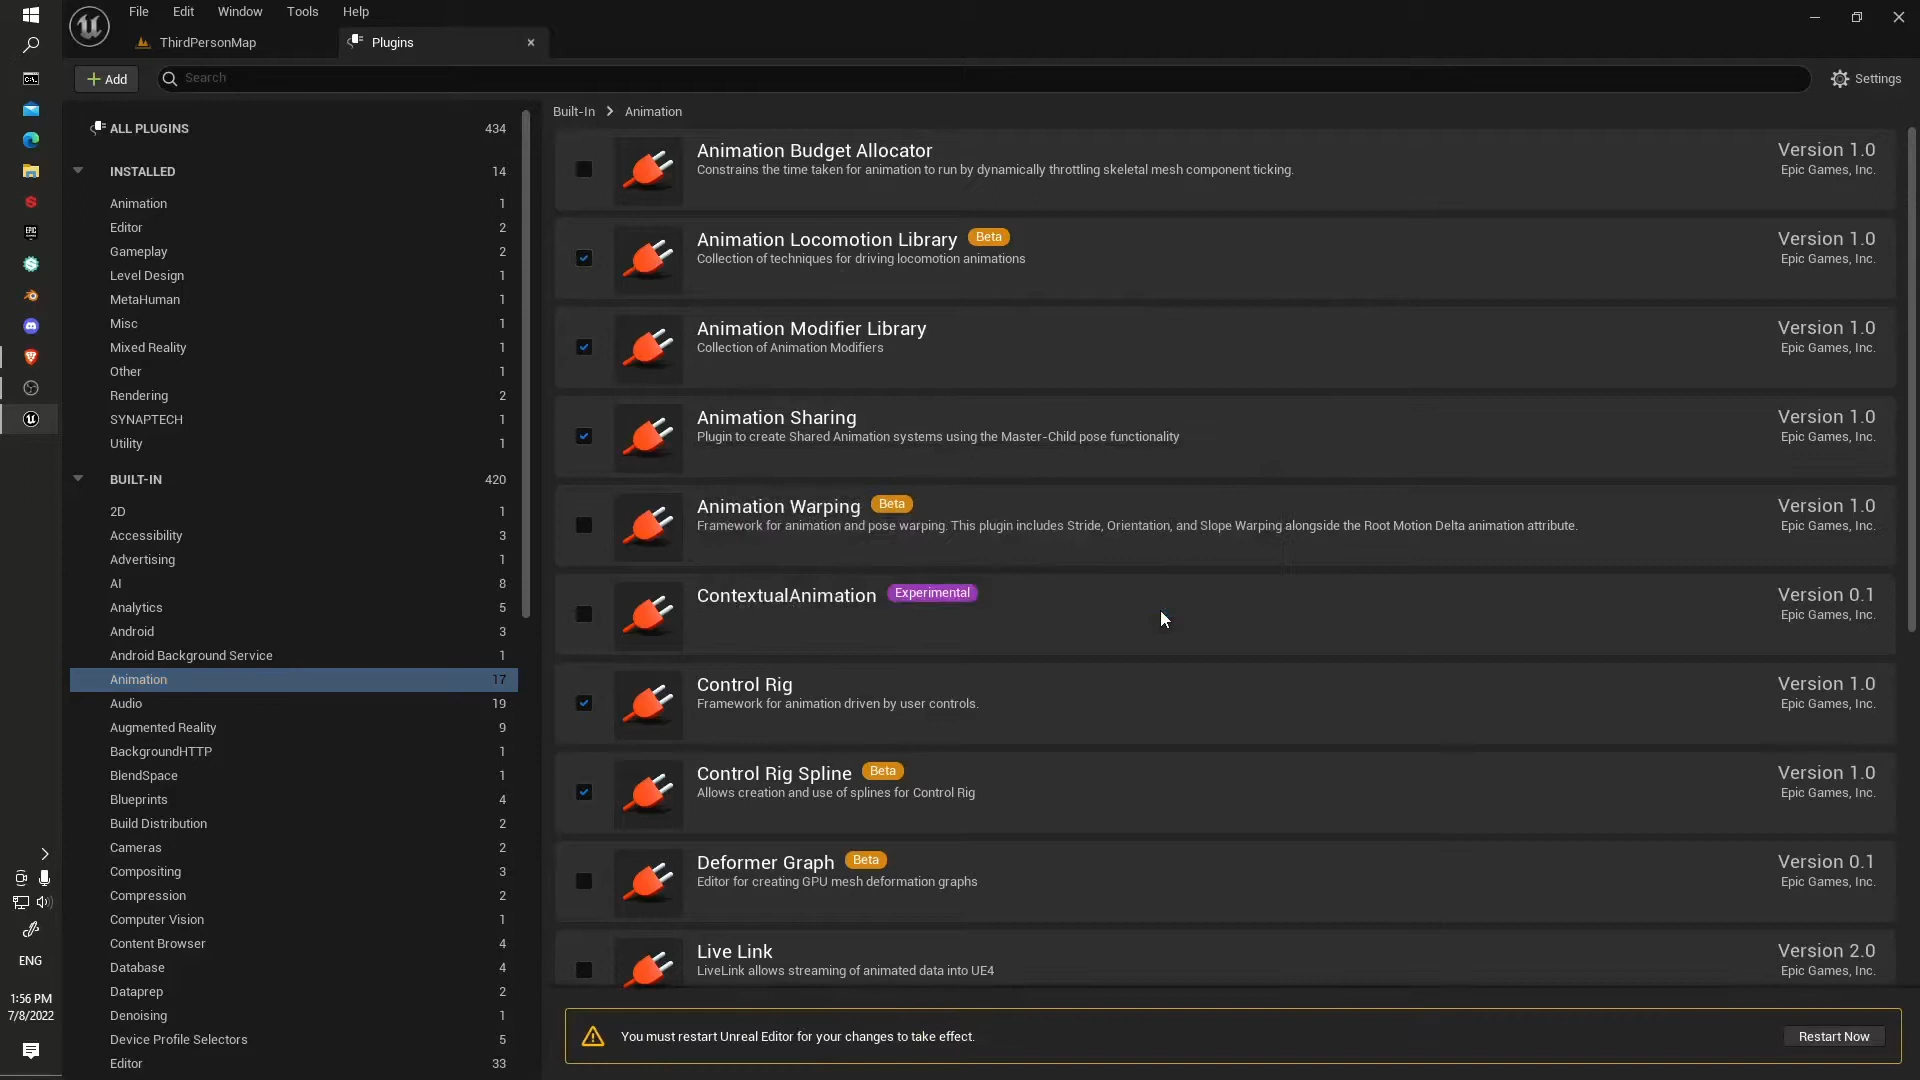 File Edit Window Tools Help
ThirdPersonMap
Plugins
Add
Search
Settings
ALL PLUGINS 434
INSTALLED 14
Animation 1
Editor 2
Gameplay 2
Level Design 1
MetaHuman 1
Misc 1
Mixed Reality 1
Other 1
Rendering 2
SYNAPTECH 1
Utility 1
BUILT-IN 420
2D 1
Accessibility 3
Advertising 1
AI 8
Analytics 5
Android 3
Android Background Service 1
Animation 17
Audio 19
Augmented Reality 9
BackgroundHTTP 1
BlendSpace 1
Blueprints 4
Build Distribution 2
Cameras 2
Compositing 3
Compression 2
Computer Vision 1
Content Browser 4
Database 4
Dataprep 2
Denoising 1
Device Profile Selectors 5
Editor 33
Built-In > Animation
Animation Budget Allocator Version 1.0
Constrains the time taken for animation to run by dynamically throttling skeletal mesh component ticking. Epic Games, Inc.
Animation Locomotion Library Beta Version 1.0
Collection of techniques for driving locomotion animations Epic Games, Inc.
Animation Modifier Library Version 1.0
Collection of Animation Modifiers Epic Games, Inc.
Animation Sharing Version 1.0
Plugin to create Shared Animation systems using the Master-Child pose functionality Epic Games, Inc.
Animation Warping Beta Version 1.0
Framework for animation and pose warping. This plugin includes Stride, Orientation, and Slope Warping alongside the Root Motion Delta animation attribute. Epic Games, Inc.
ContextualAnimation Experimental Version 0.1
Epic Games, Inc.
Control Rig Version 1.0
Framework for animation driven by user controls. Epic Games, Inc.
Control Rig Spline Beta Version 1.0
Allows creation and use of splines for Control Rig Epic Games, Inc.
Deformer Graph Beta Version 0.1
Editor for creating GPU mesh deformation graphs Epic Games, Inc.
Live Link Version 2.0
LiveLink allows streaming of animated data into UE4 Epic Games, Inc.
You must restart Unreal Editor for your changes to take effect. Restart Now
ENG
1:56 PM
7/8/2022